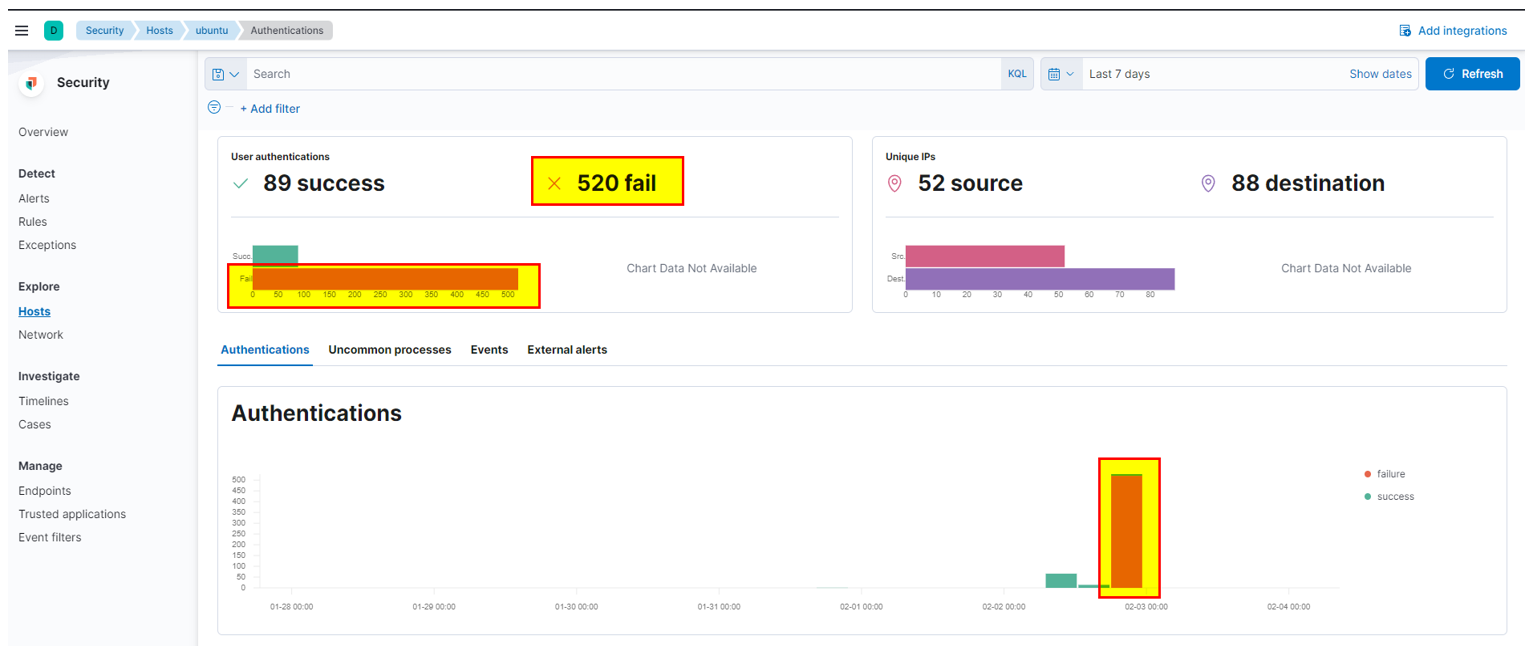 D Security Hosts ubuntu Authentications Add integrations
Security
Search KQL Last 7 days Show dates Refresh
+ Add filter
Overview
Detect
Alerts
Rules
Exceptions
Explore
Hosts
Network
Investigate
Timelines
Cases
Manage
Endpoints
Trusted applications
Event filters
User authentications
89 success 520 fail
Succ.
Fail
0 50 100 150 200 250 300 350 400 450 500
Chart Data Not Available
Unique IPs
52 source 88 destination
Src.
Dest.
0 10 20 30 40 50 60 70 80
Chart Data Not Available
Authentications Uncommon processes Events External alerts
Authentications
500
450
400
350
300
250
200
150
100
50
0
01-28 00:00 01-29 00:00 01-30 00:00 01-31 00:00 02-01 00:00 02-02 00:00 02-03 00:00 02-04 00:00
failure
success